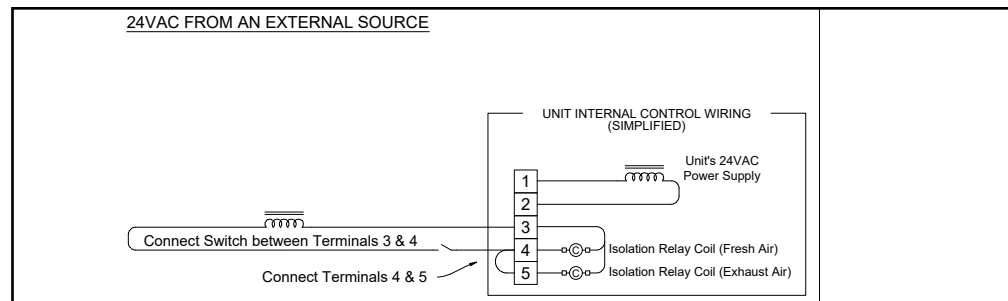 24VAC FROM AN EXTERNAL SOURCE
UNIT INTERNAL CONTROL WIRING
(SIMPLIFIED)
Unit's 24VAC
Power Supply
1
2
3
4
5
Connect Switch between Terminals 3 & 4
Connect Terminals 4 & 5
C Isolation Relay Coil (Fresh Air)
C Isolation Relay Coil (Exhaust Air)